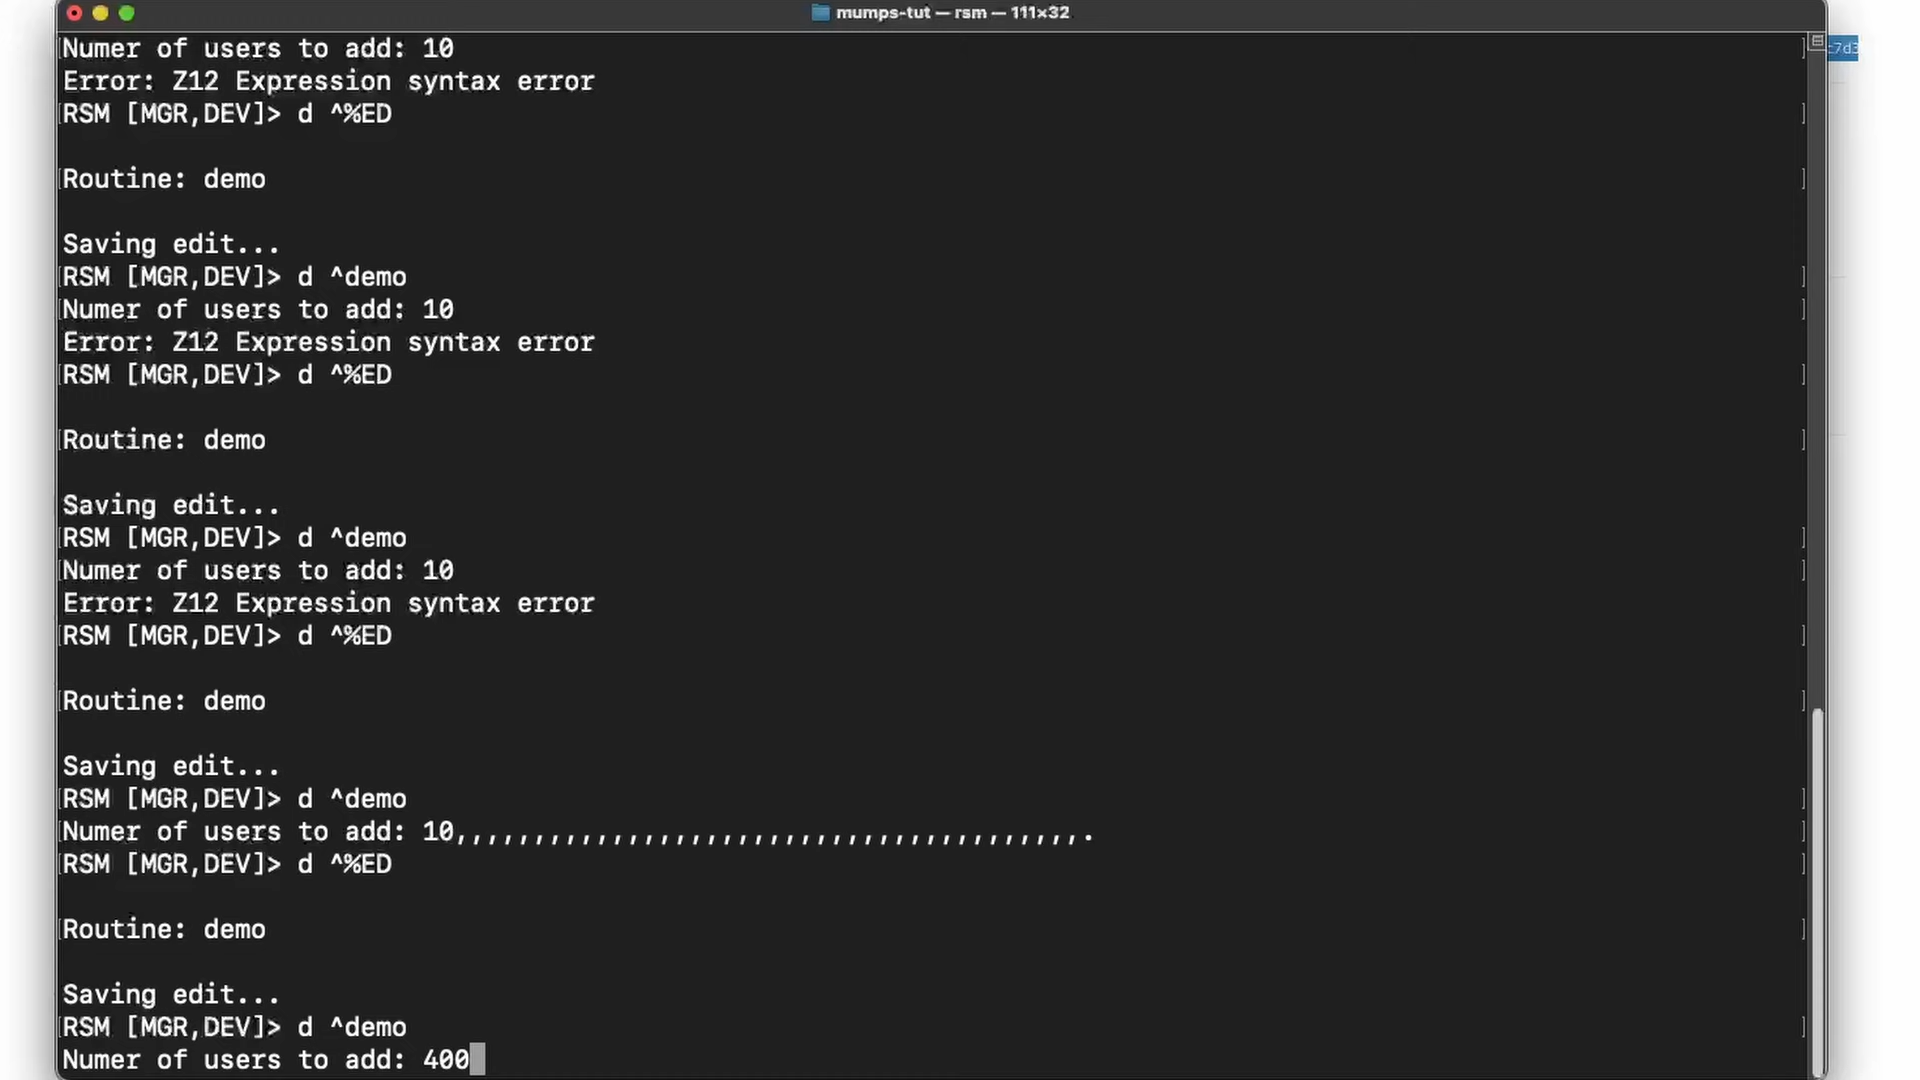 mumps-tut — rsm — 111×32
Numer of users to add: 10
c7d3
Error: Z12 Expression syntax error
RSM [MGR,DEV]> d ^%ED
Routine: demo
Saving edit...
RSM [MGR,DEV]> d ^demo
Numer of users to add: 10
Error: Z12 Expression syntax error
RSM [MGR,DEV]> d ^%ED
Routine: demo
Saving edit...
RSM [MGR,DEV]> d ^demo
Numer of users to add: 10
Error: Z12 Expression syntax error
RSM [MGR,DEV]> d ^%ED
Routine: demo
Saving edit...
RSM [MGR,DEV]> d ^demo
Numer of users to add: 10,,,,,,,,,,,,,,,,,,,,,,,,,,,,,,,,,,,,,,,,.
RSM [MGR,DEV]> d ^%ED
Routine: demo
Saving edit...
RSM [MGR,DEV]> d ^demo
Numer of users to add: 400